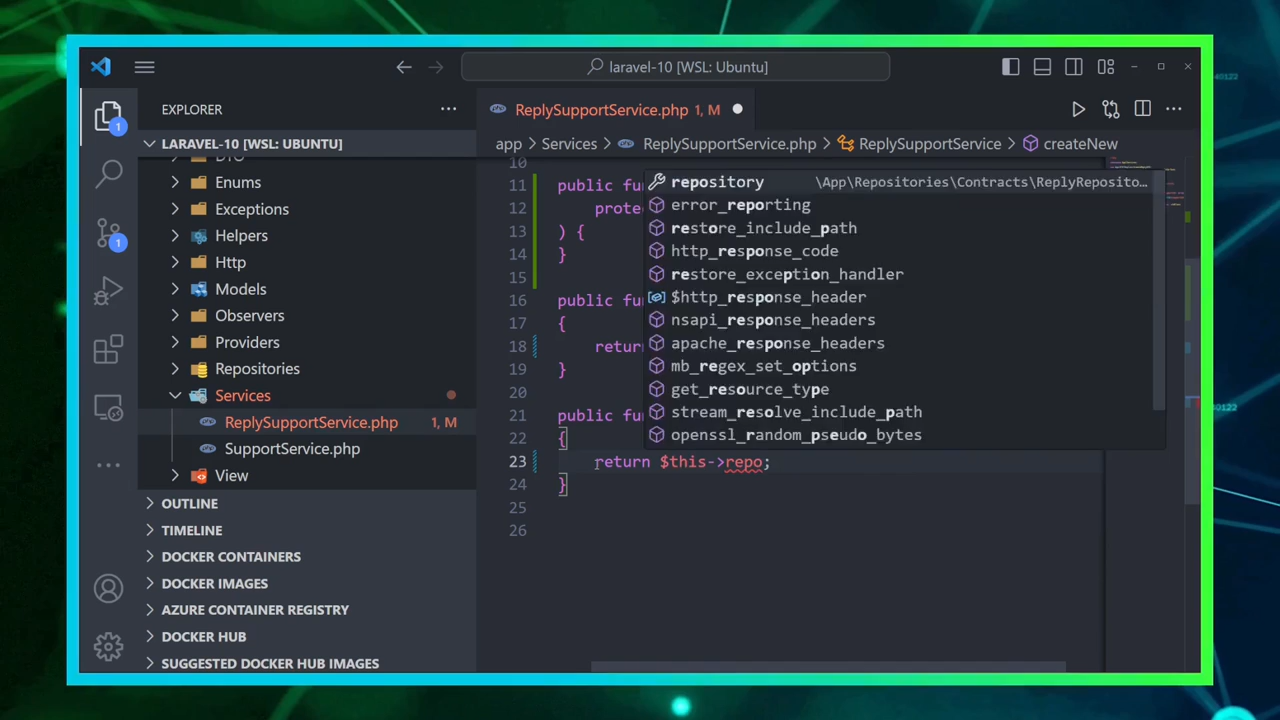 laravel-10 [WSL: Ubuntu]
EXPLORER
ReplySupportService.php 1, M
LARAVEL-10 [WSL: UBUNTU]
app Services ReplySupportService.php ReplySupportService createNew
DTO
Enums
Exceptions
Helpers
Http
Models
Observers
Providers
Repositories
Services
ReplySupportService.php 1, M
SupportService.php
View
OUTLINE
TIMELINE
DOCKER CONTAINERS
DOCKER IMAGES
AZURE CONTAINER REGISTRY
DOCKER HUB
SUGGESTED DOCKER HUB IMAGES
1
1
10
11 public fu
12 prote
13 ) {
14 }
15
16 public fu
17 {
18 retur
19 }
20
21 public fu
22 {
23 return $this->repo;
24 }
25
26
repository \App\Repositories\Contracts\ReplyReposito…
error_reporting
restore_include_path
http_response_code
restore_exception_handler
$http_response_header
nsapi_response_headers
apache_response_headers
mb_regex_set_options
get_resource_type
stream_resolve_include_path
openssl_random_pseudo_bytes